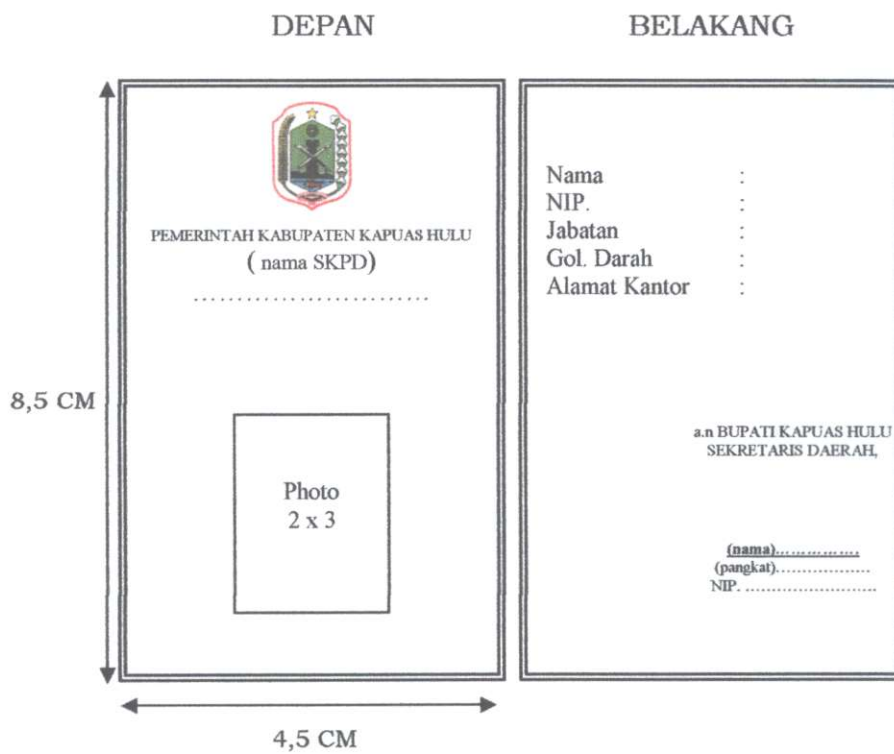 DEPAN
PEMERINTAH KABUPATEN KAPUAS HULU
( nama SKPD)
..............................
Photo
2 x 3
8,5 CM
4,5 CM
BELAKANG
Nama :
NIP. :
Jabatan :
Gol. Darah :
Alamat Kantor :
a.n BUPATI KAPUAS HULU
SEKRETARIS DAERAH,
(nama)...............
(pangkat)..................
NIP. ........................